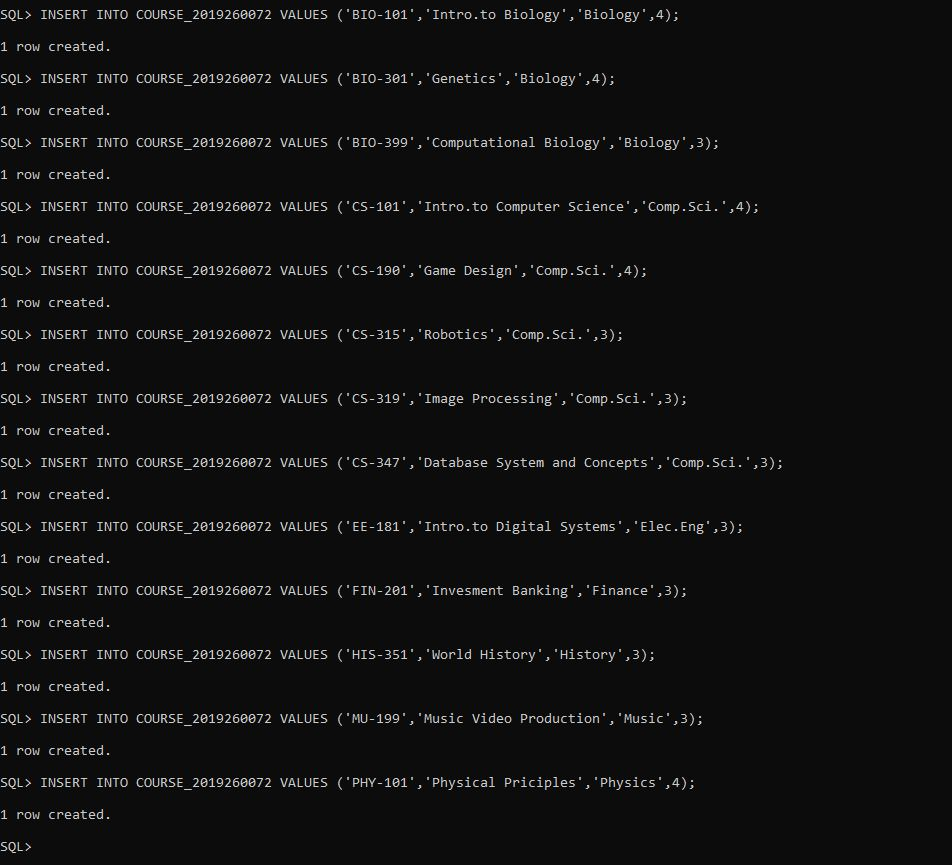 SQL> INSERT INTO COURSE_2019260072 VALUES ('BIO-101','Intro.to Biology','Biology',4);
1 row created.
SQL> INSERT INTO COURSE_2019260072 VALUES ('BIO-301','Genetics','Biology',4);
1 row created.
SQL> INSERT INTO COURSE_2019260072 VALUES ('BIO-399','Computational Biology','Biology',3);
1 row created.
SQL> INSERT INTO COURSE_2019260072 VALUES ('CS-101','Intro.to Computer Science','Comp.Sci.',4);
1 row created.
SQL> INSERT INTO COURSE_2019260072 VALUES ('CS-190','Game Design','Comp.Sci.',4);
1 row created.
SQL> INSERT INTO COURSE_2019260072 VALUES ('CS-315','Robotics','Comp.Sci.',3);
1 row created.
SQL> INSERT INTO COURSE_2019260072 VALUES ('CS-319','Image Processing','Comp.Sci.',3);
1 row created.
SQL> INSERT INTO COURSE_2019260072 VALUES ('CS-347','Database System and Concepts','Comp.Sci.',3);
1 row created.
SQL> INSERT INTO COURSE_2019260072 VALUES ('EE-181','Intro.to Digital Systems','Elec.Eng',3);
1 row created.
SQL> INSERT INTO COURSE_2019260072 VALUES ('FIN-201','Invesment Banking','Finance',3);
1 row created.
SQL> INSERT INTO COURSE_2019260072 VALUES ('HIS-351','World History','History',3);
1 row created.
SQL> INSERT INTO COURSE_2019260072 VALUES ('MU-199','Music Video Production','Music',3);
1 row created.
SQL> INSERT INTO COURSE_2019260072 VALUES ('PHY-101','Physical Priciples','Physics',4);
1 row created.
SQL>